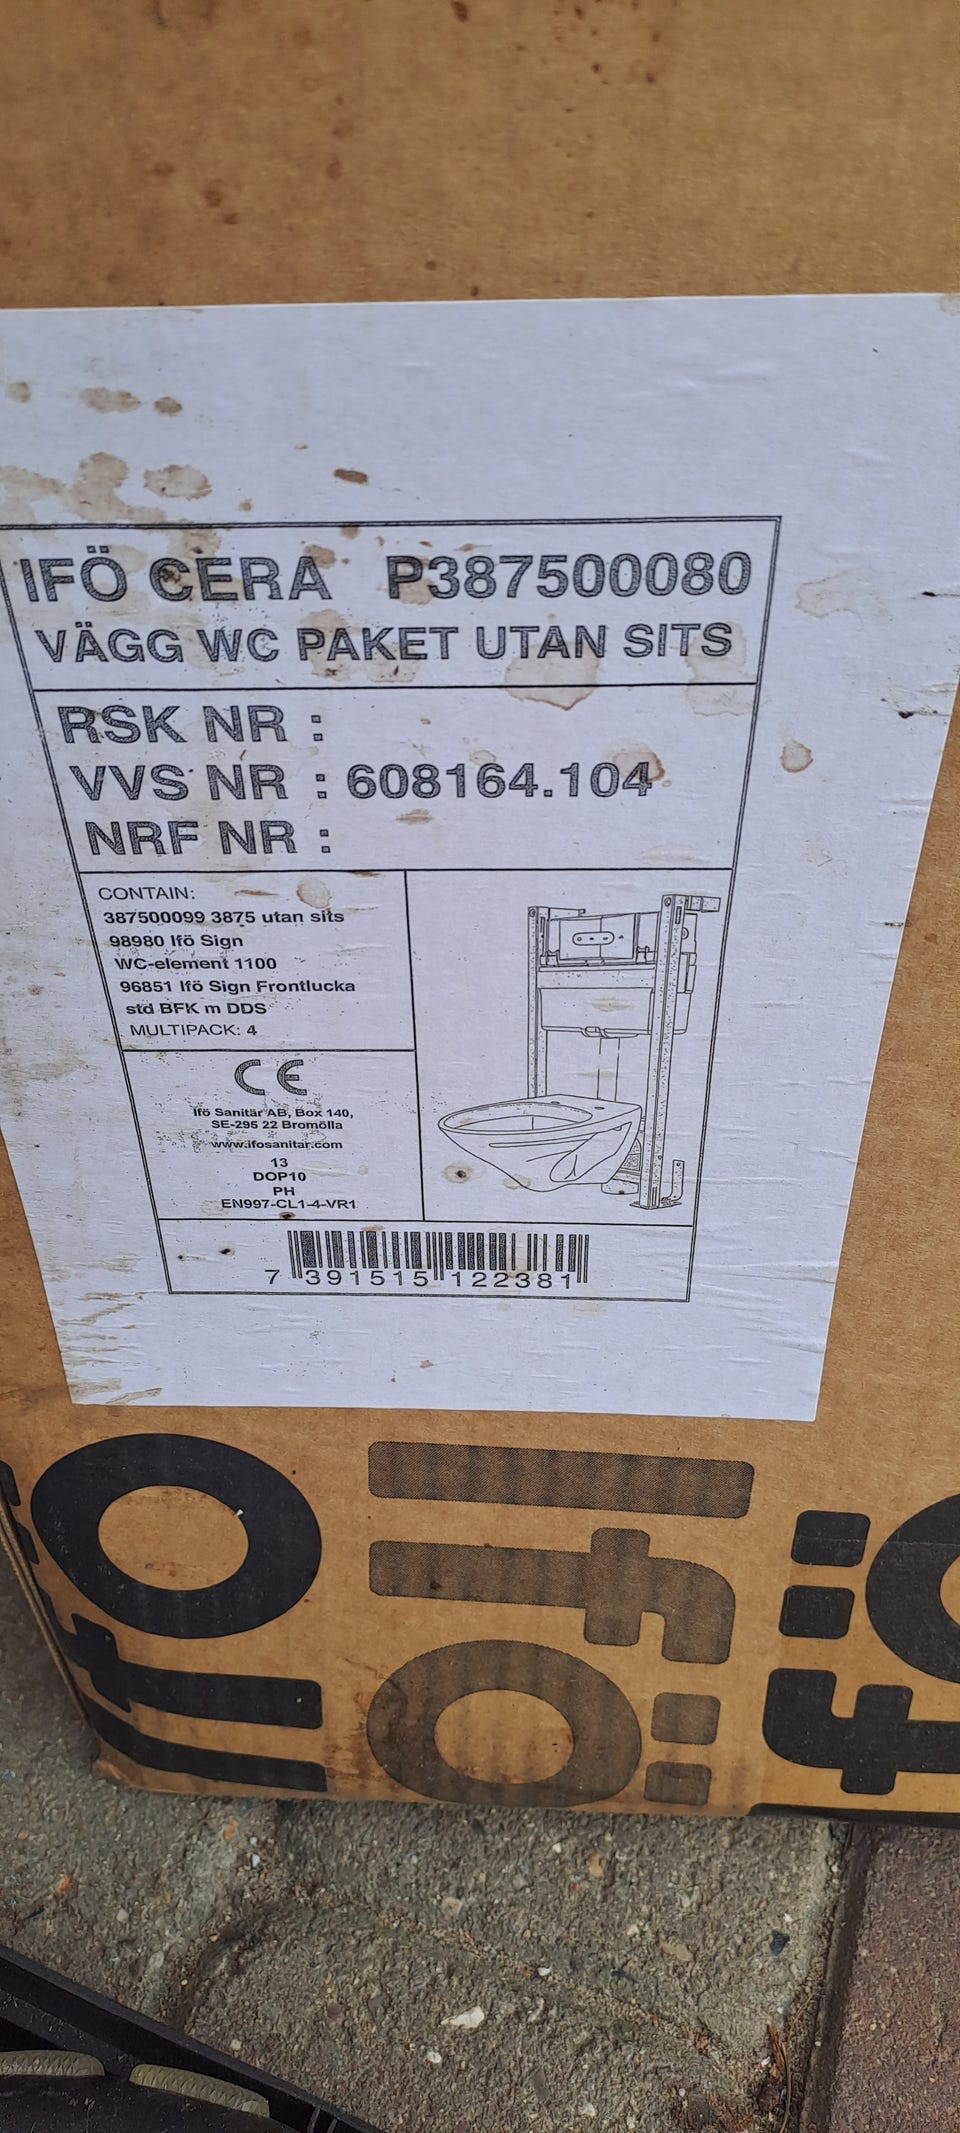 IFÖ CERA P387500080
VÄGG WC PAKET UTAN SITS
RSK NR :
VVS NR : 608164.104
NRF NR :
CONTAIN:
387500099 3875 utan sits
98980 Ifö Sign
WC-element 1100
96851 Ifö Sign Frontlucka
std BFK m DDS
MULTIPACK: 4
CE
Ifö Sanitär AB, Box 140,
SE-295 22 Bromölla
www.ifosanitar.com
13
DOP10
PH
EN997-CL1-4-VR1
7 391515 122381
Ifö
Ifö
Ifö